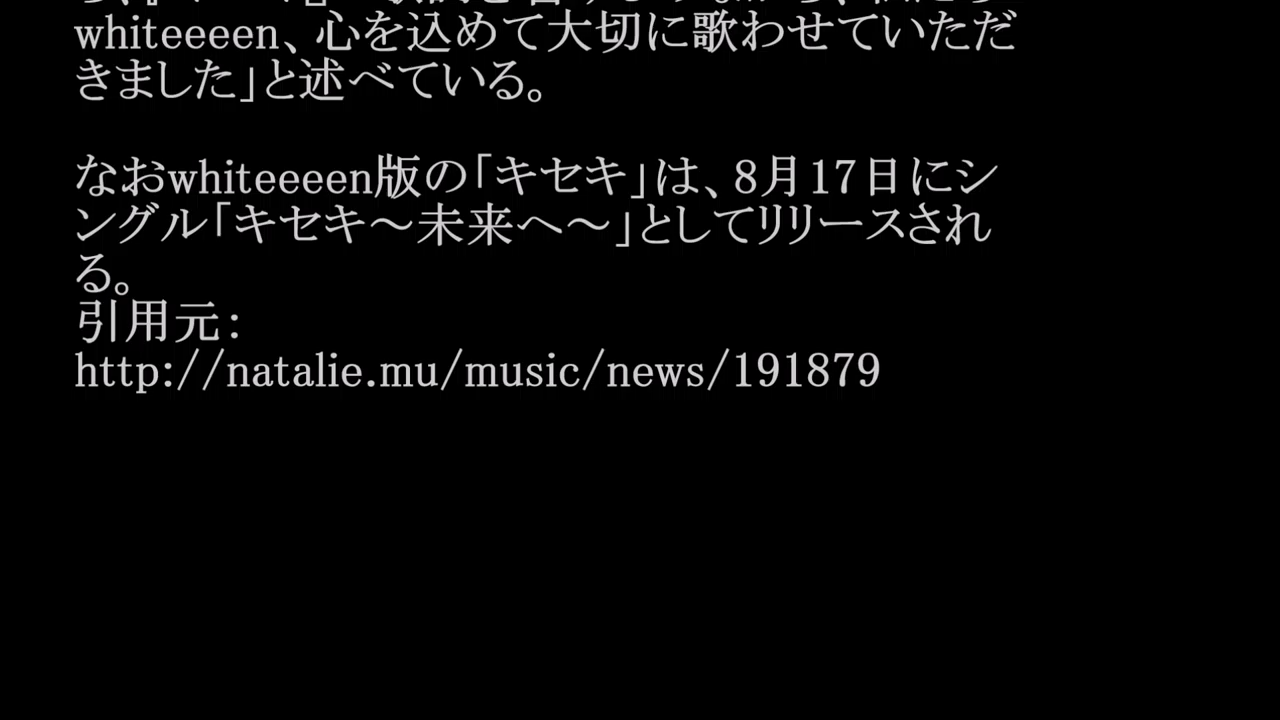 whiteeeen、心を込めて大切に歌わせていただ
きました」と述べている。
なおwhiteeeen版の「キセキ」は、8月17日にシ
ングル「キセキ～未来へ～」としてリリースされ
る。
引用元：
http://natalie.mu/music/news/191879